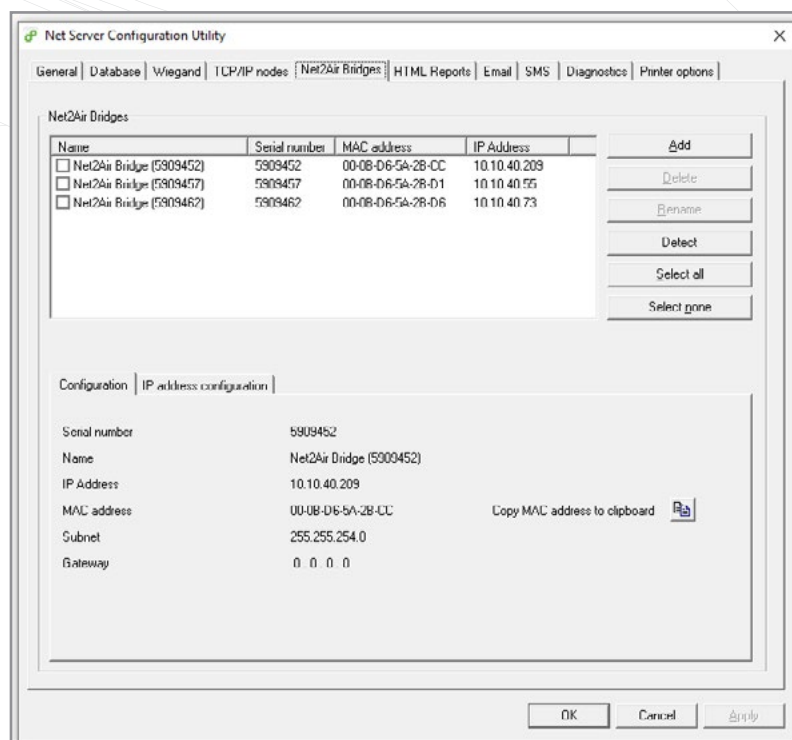 Net Server Configuration Utility
General Database Wiegand TCP/IP nodes Net2Air Bridges HTML Reports Email SMS Diagnostics Printer options
Net2Air Bridges
Name Serial number MAC address IP Address
Net2Air Bridge (5909452) 5909452 00-0B-D6-5A-2B-CC 10.10.40.209
Net2Air Bridge (5909457) 5909457 00-0B-D6-5A-2B-D1 10.10.40.55
Net2Air Bridge (5909462) 5909462 00-0B-D6-5A-2B-D6 10.10.40.73
Add
Delete
Rename
Detect
Select all
Select none
Configuration IP address configuration
Serial number 5909452
Name Net2Air Bridge (5909452)
IP Address 10.10.40.209
MAC address 00-0B-D6-5A-2B-CC Copy MAC address to clipboard
Subnet 255.255.254.0
Gateway 0 . 0 . 0 . 0
OK Cancel Apply